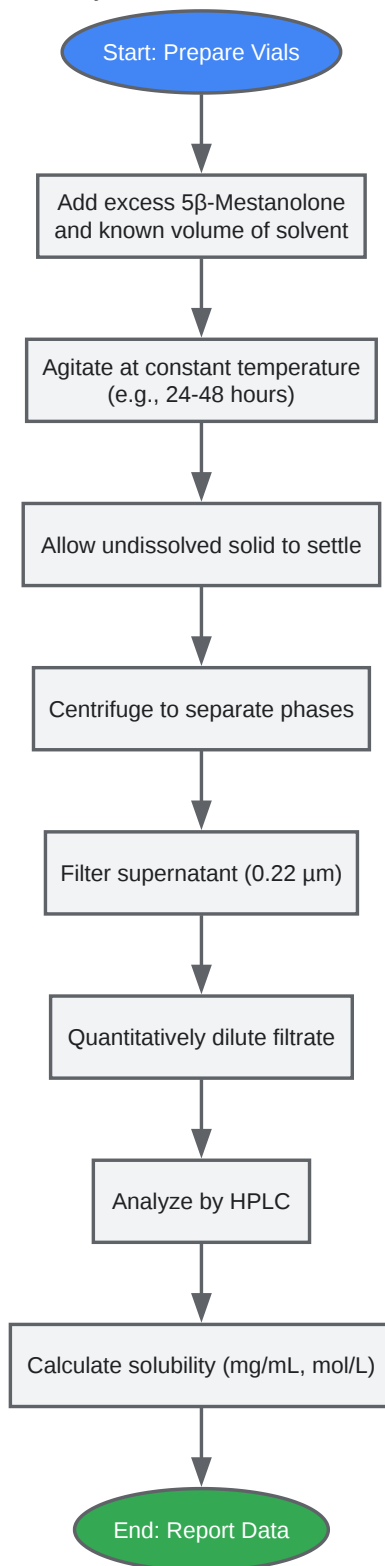 Start: Prepare Vials
Add excess 5β-Mestanolone
and known volume of solvent
Agitate at constant temperature
(e.g., 24-48 hours)
Allow undissolved solid to settle
Centrifuge to separate phases
Filter supernatant (0.22 µm)
Quantitatively dilute filtrate
Analyze by HPLC
Calculate solubility (mg/mL, mol/L)
End: Report Data